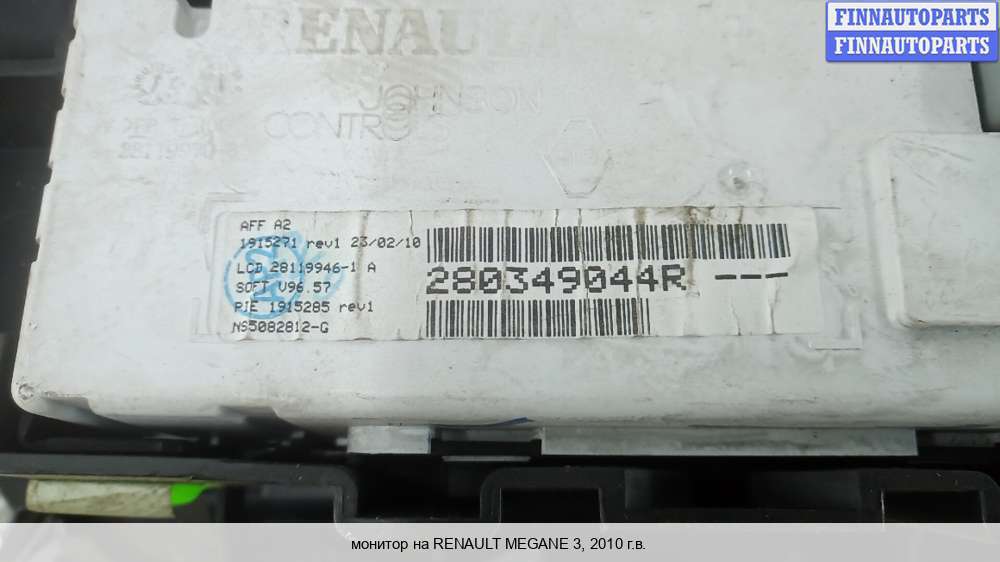 FINNAUTOPARTS
FINNAUTOPARTS
RENAULT
JOHNSON
CONTROLS
AFF A2
1915271 rev1 23/02/10
LCD 28119946-1 A
SOFT V96.57
PJE 1915285 rev1
NS5082812-G
280349044R ---
монитор на RENAULT MEGANE 3, 2010 г.в.